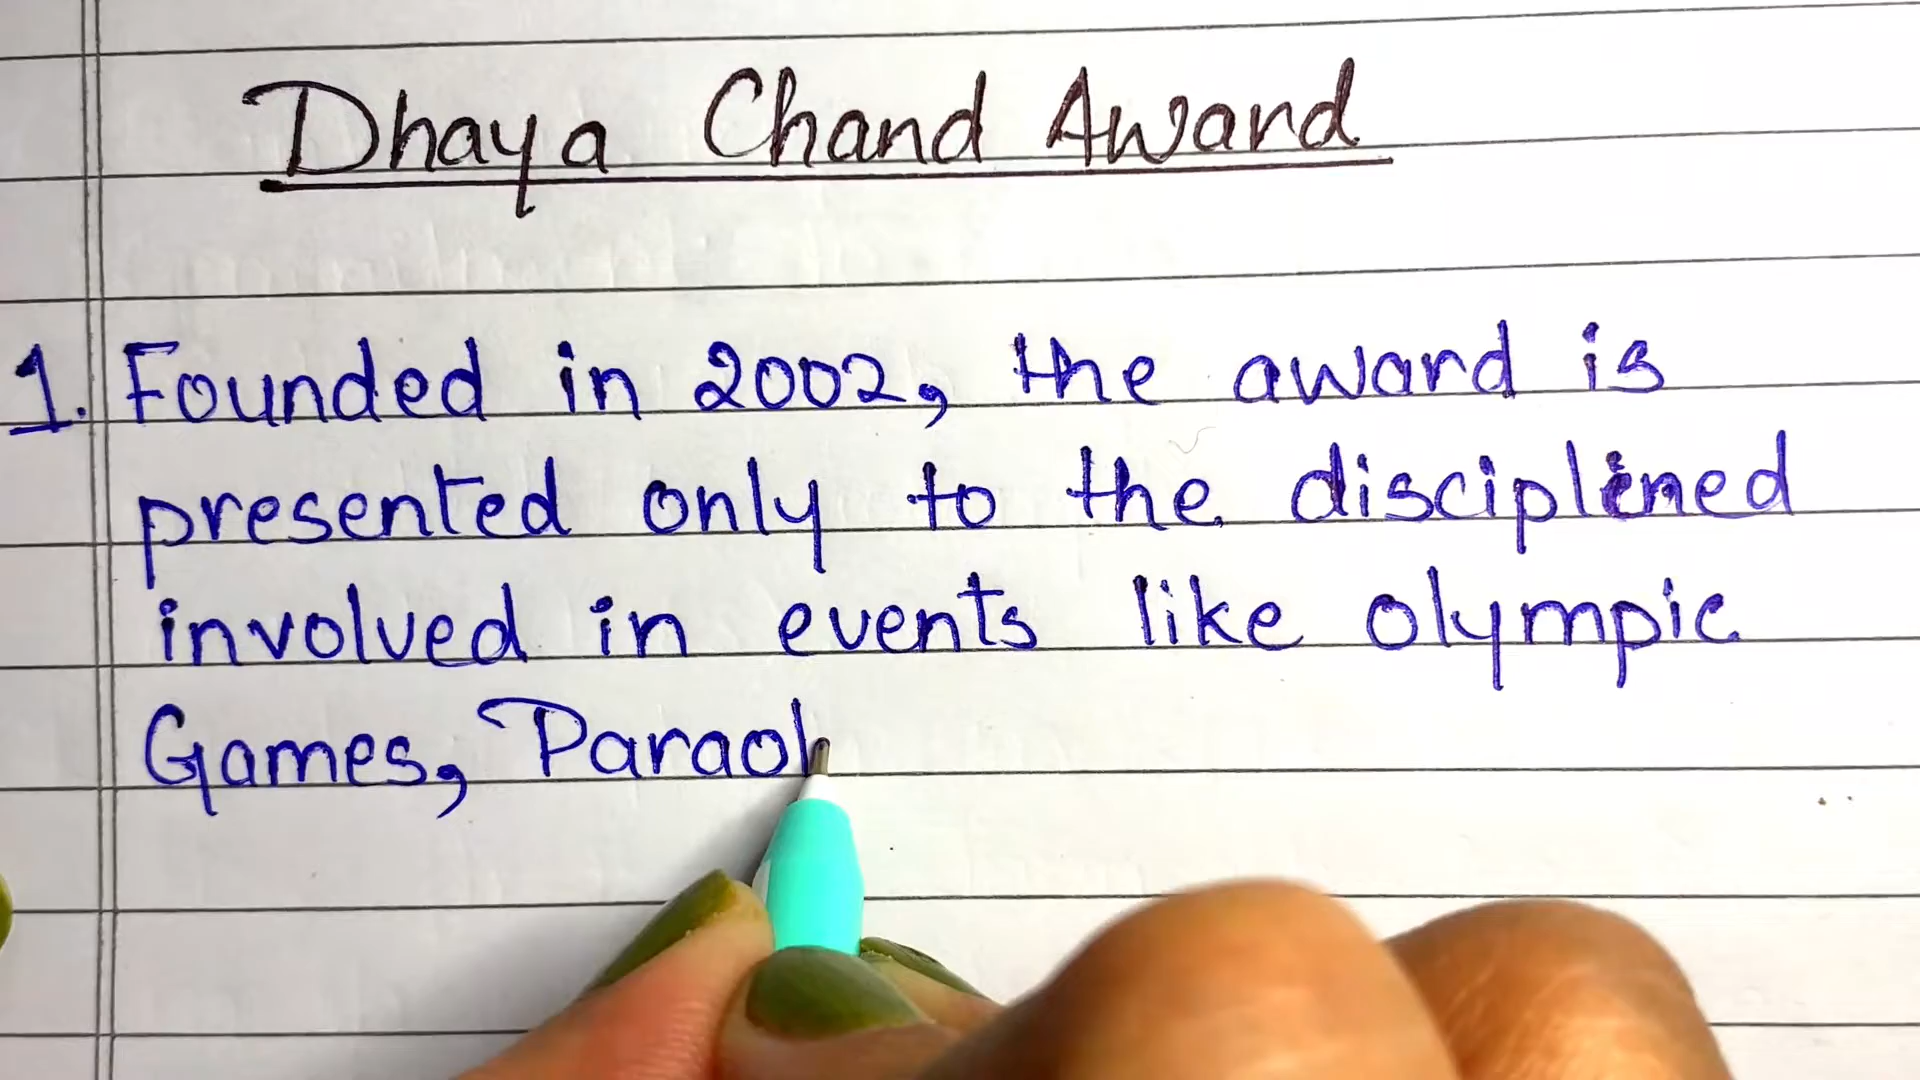 Dhaya Chand Award
1. Founded in 2002, the award is
presented only to the disciplined
involved in events like olympic
Games, Paraol